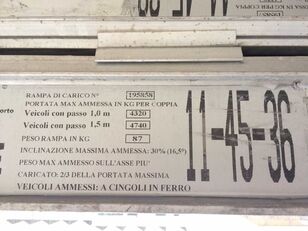 RAMPA DI CARICO N° 195858
PORTATA MAX AMMESSA IN KG PER COPPIA
Veicoli con passo 1,0 m 4320
Veicoli con passo 1,5 m 4740
PESO RAMPA IN KG 87
INCLINAZIONE MASSIMA AMMESSA: 30% (16,5°)
PESO MAX AMMESSO SULL'ASSE PIU'
CARICATO: 2/3 DELLA PORTATA MASSIMA
VEICOLI AMMESSI: A CINGOLI IN FERRO
11-45-36